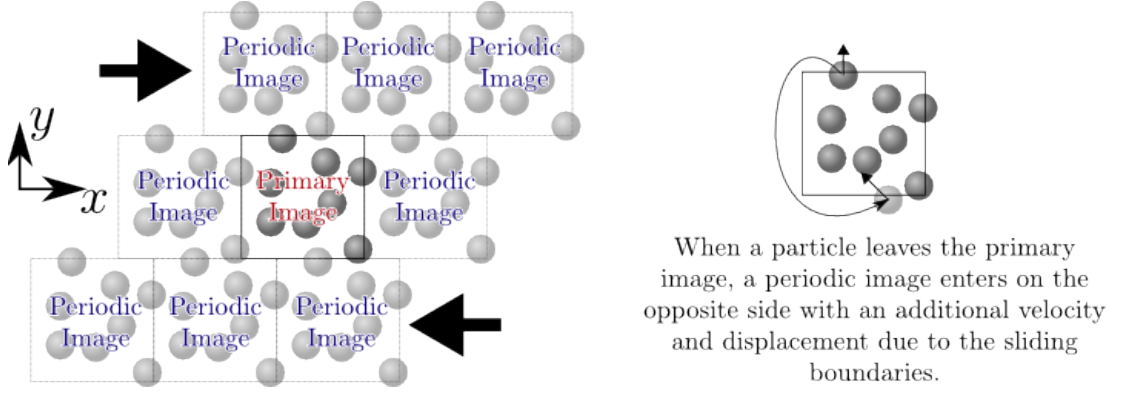 Periodic Image
Periodic Image
Periodic Image
y
x
Periodic Image
Primary Image
Periodic Image
Periodic Image
Periodic Image
Periodic Image
When a particle leaves the primary
image, a periodic image enters on the
opposite side with an additional velocity
and displacement due to the sliding
boundaries.